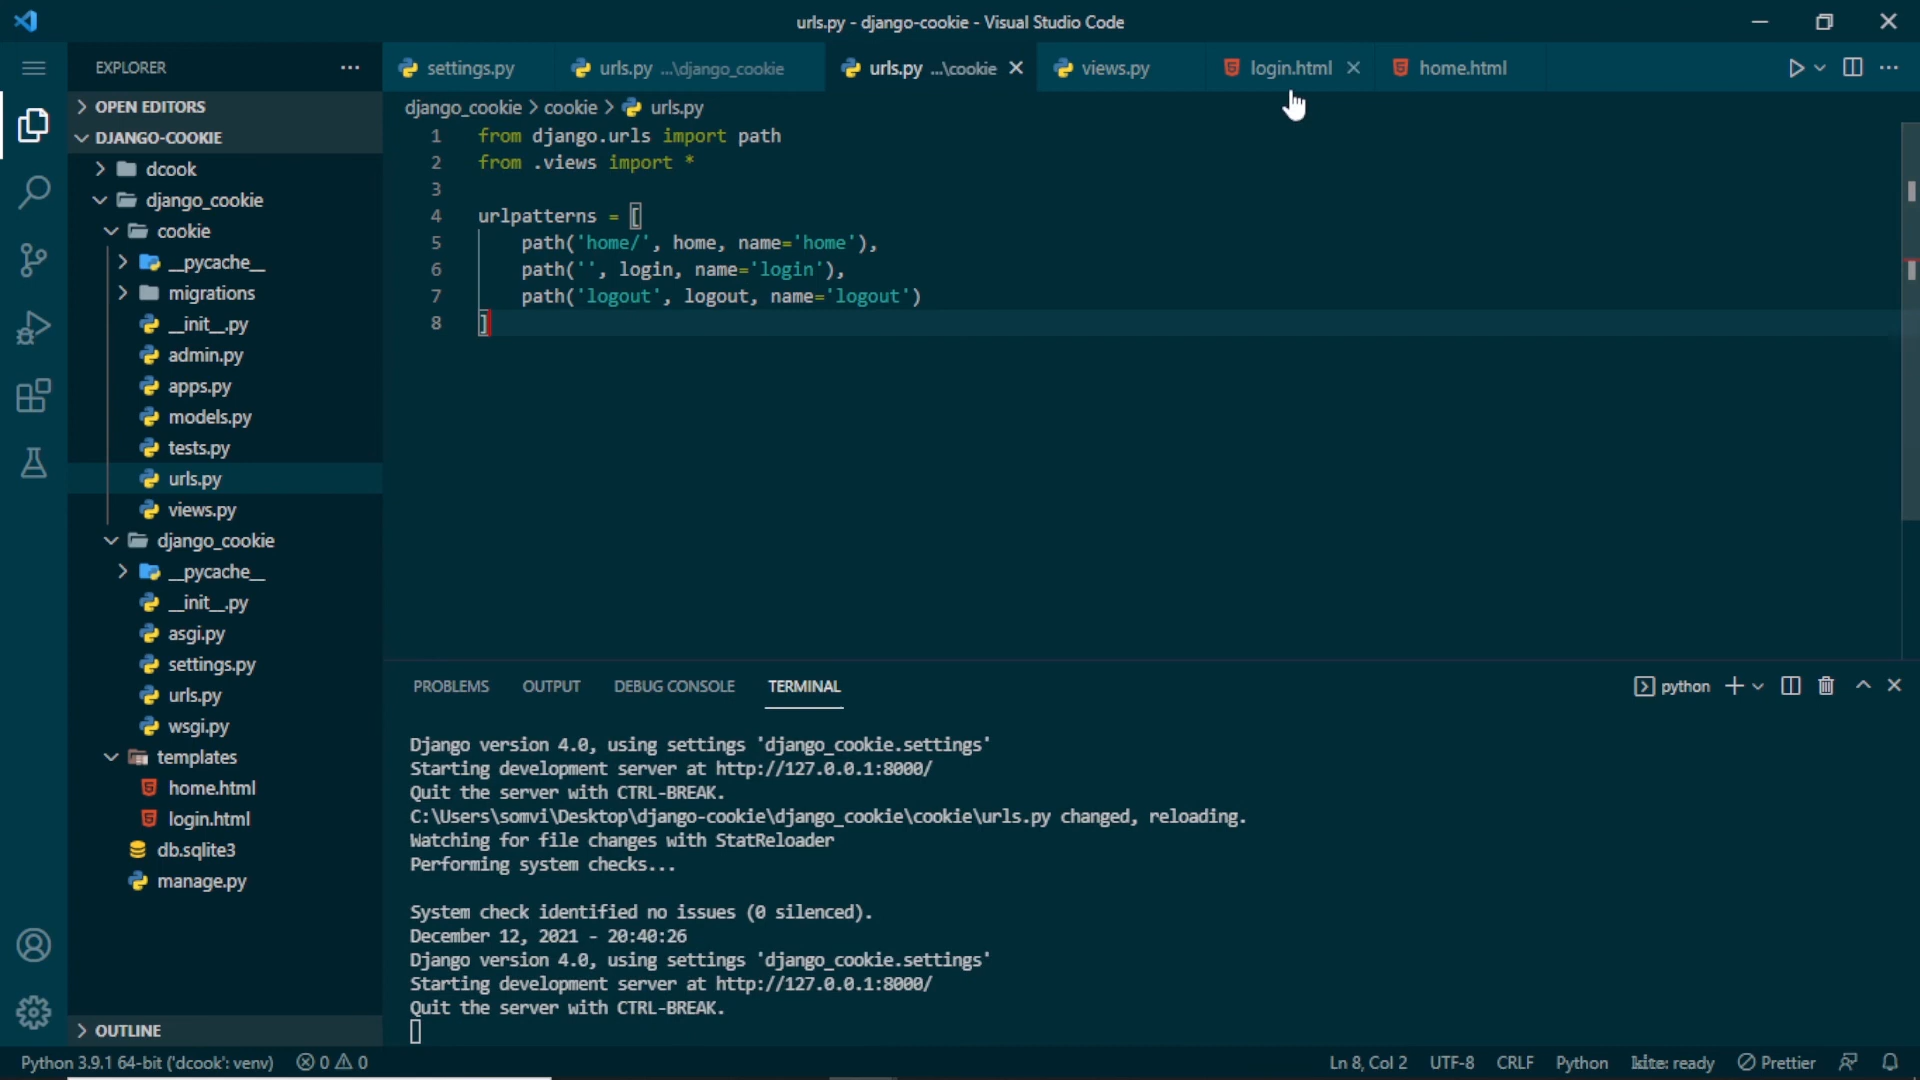 urls.py - django-cookie - Visual Studio Code
EXPLORER
settings.py
urls.py ...\django_cookie
urls.py ...\cookie
views.py
login.html
home.html
OPEN EDITORS
DJANGO-COOKIE
dcook
django_cookie
cookie
__pycache__
migrations
__init__.py
admin.py
apps.py
models.py
tests.py
urls.py
views.py
django_cookie
__pycache__
__init__.py
asgi.py
settings.py
urls.py
wsgi.py
templates
home.html
login.html
db.sqlite3
manage.py
OUTLINE
django_cookie > cookie > urls.py
1 from django.urls import path
2 from .views import *
3
4 urlpatterns = [
5 path('home/', home, name='home'),
6 path('', login, name='login'),
7 path('logout', logout, name='logout')
8 ]
PROBLEMS OUTPUT DEBUG CONSOLE TERMINAL
python
Django version 4.0, using settings 'django_cookie.settings'
Starting development server at http://127.0.0.1:8000/
Quit the server with CTRL-BREAK.
C:\Users\somvi\Desktop\django-cookie\django_cookie\cookie\urls.py changed, reloading.
Watching for file changes with StatReloader
Performing system checks...
System check identified no issues (0 silenced).
December 12, 2021 - 20:40:26
Django version 4.0, using settings 'django_cookie.settings'
Starting development server at http://127.0.0.1:8000/
Quit the server with CTRL-BREAK.
Python 3.9.1 64-bit ('dcook': venv) 0 0 Ln 8, Col 2 UTF-8 CRLF Python kite: ready Prettier